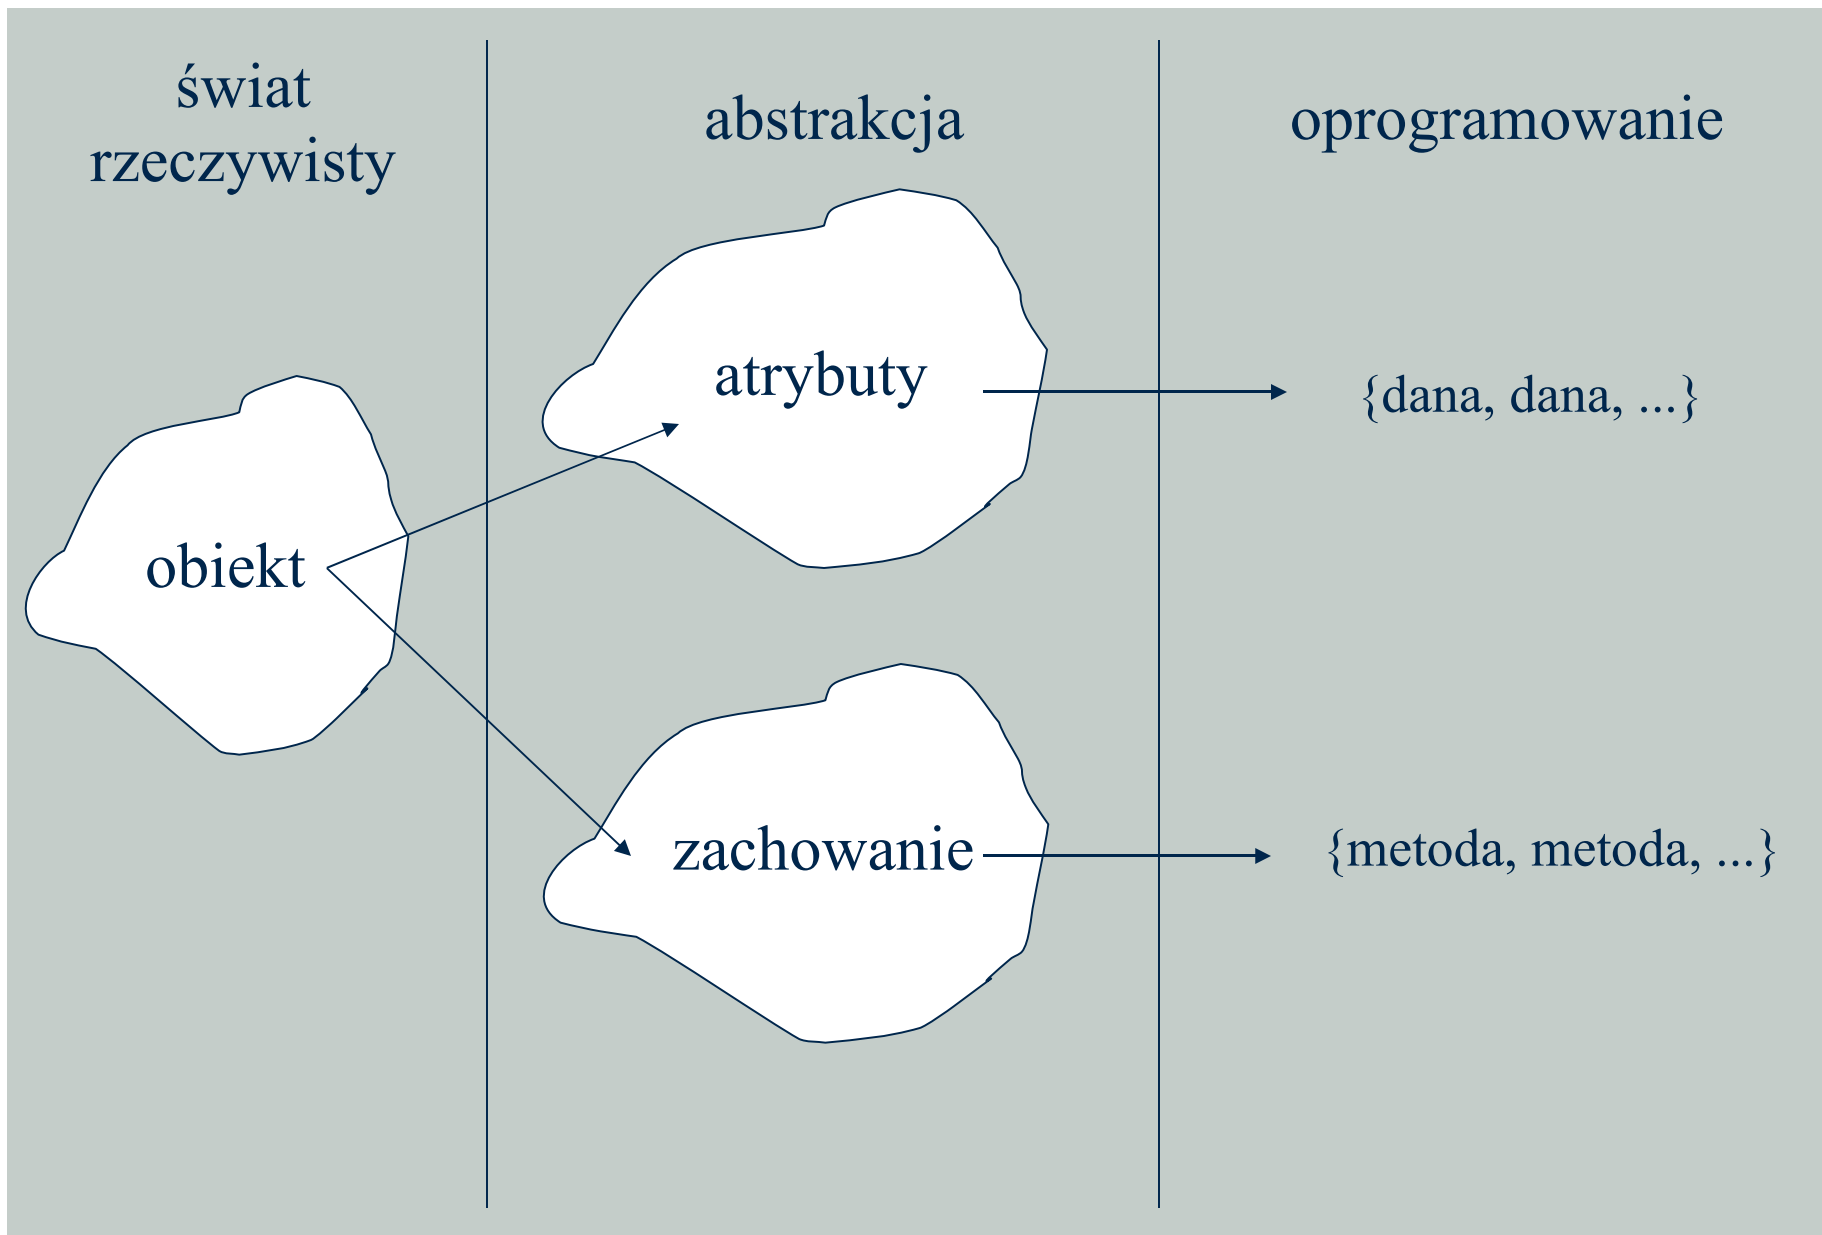 świat
rzeczywisty
abstrakcja
oprogramowanie
obiekt
atrybuty
{dana, dana, ...}
zachowanie
{metoda, metoda, ...}